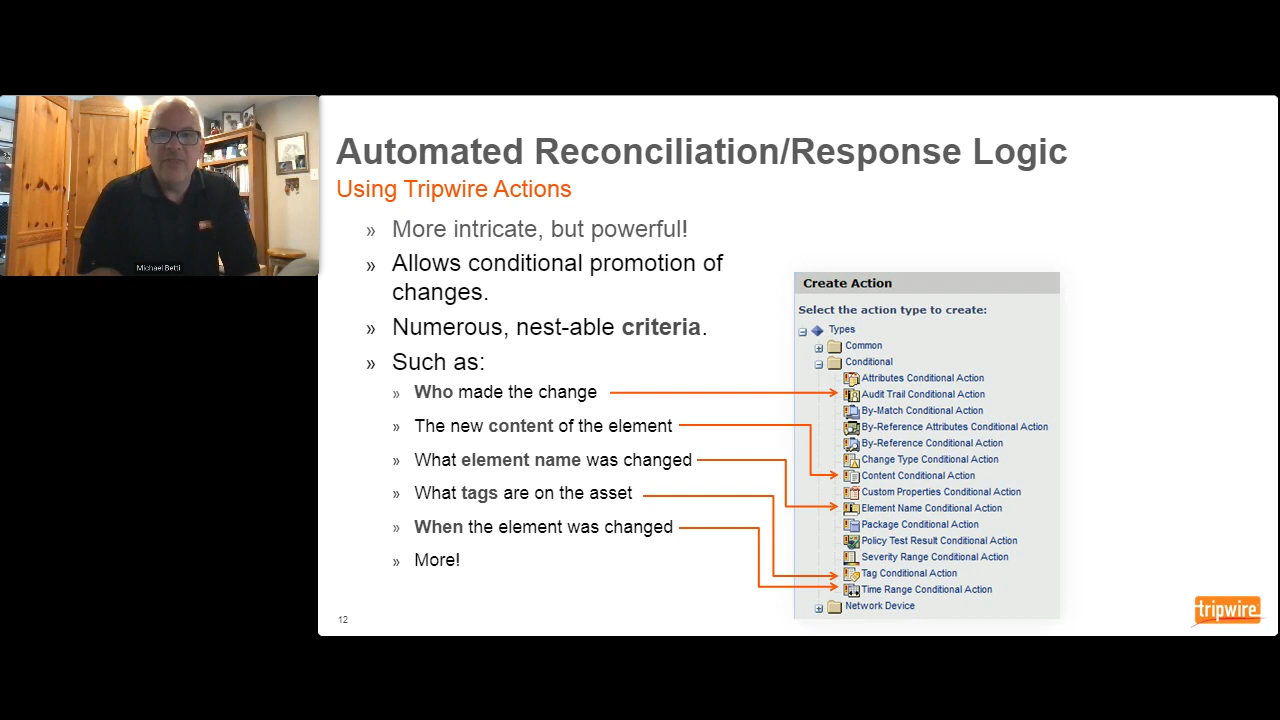 Michael Betti
Automated Reconciliation/Response Logic
Using Tripwire Actions
» More intricate, but powerful!
» Allows conditional promotion of
changes.
» Numerous, nest-able criteria.
» Such as:
» Who made the change
» The new content of the element
» What element name was changed
» What tags are on the asset
» When the element was changed
» More!
Create Action
Select the action type to create:
Types
Common
Conditional
Attributes Conditional Action
Audit Trail Conditional Action
By-Match Conditional Action
By-Reference Attributes Conditional Action
By-Reference Conditional Action
Change Type Conditional Action
Content Conditional Action
Custom Properties Conditional Action
Element Name Conditional Action
Package Conditional Action
Policy Test Result Conditional Action
Severity Range Conditional Action
Tag Conditional Action
Time Range Conditional Action
Network Device
12
tripwire